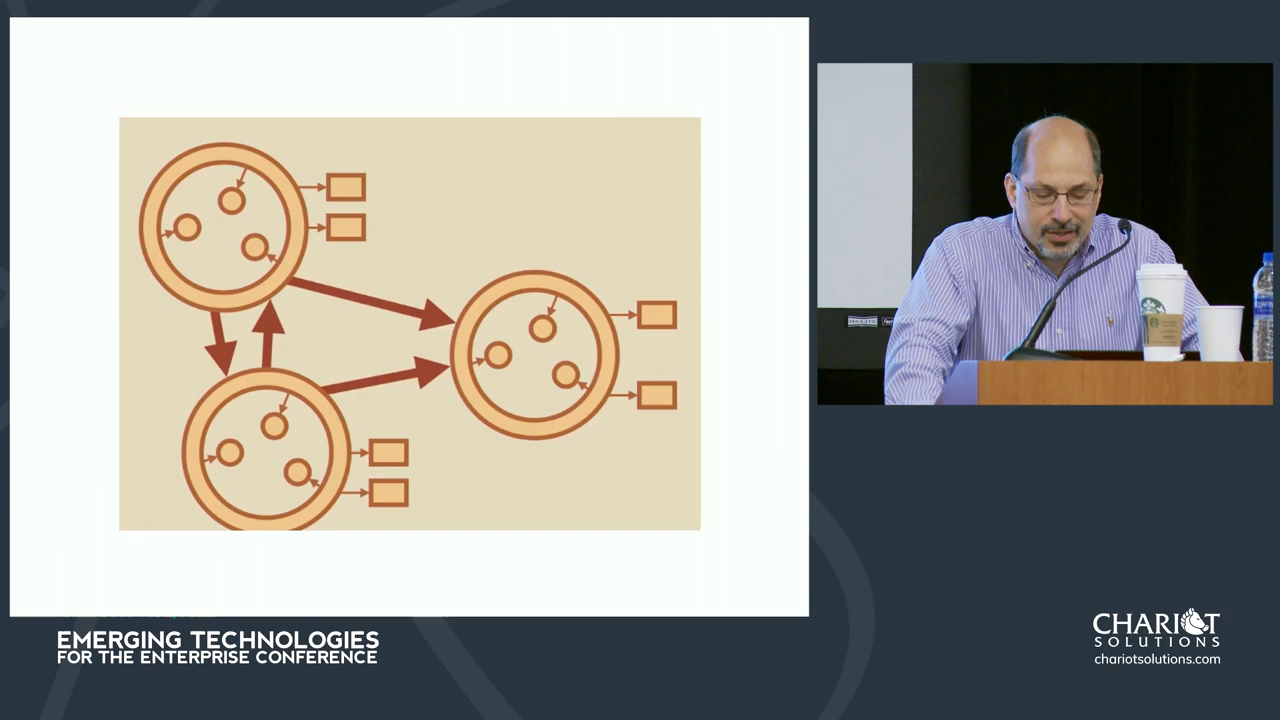 EMERGING TECHNOLOGIES
FOR THE ENTERPRISE CONFERENCE
CHARIOT
SOLUTIONS
chariotsolutions.com